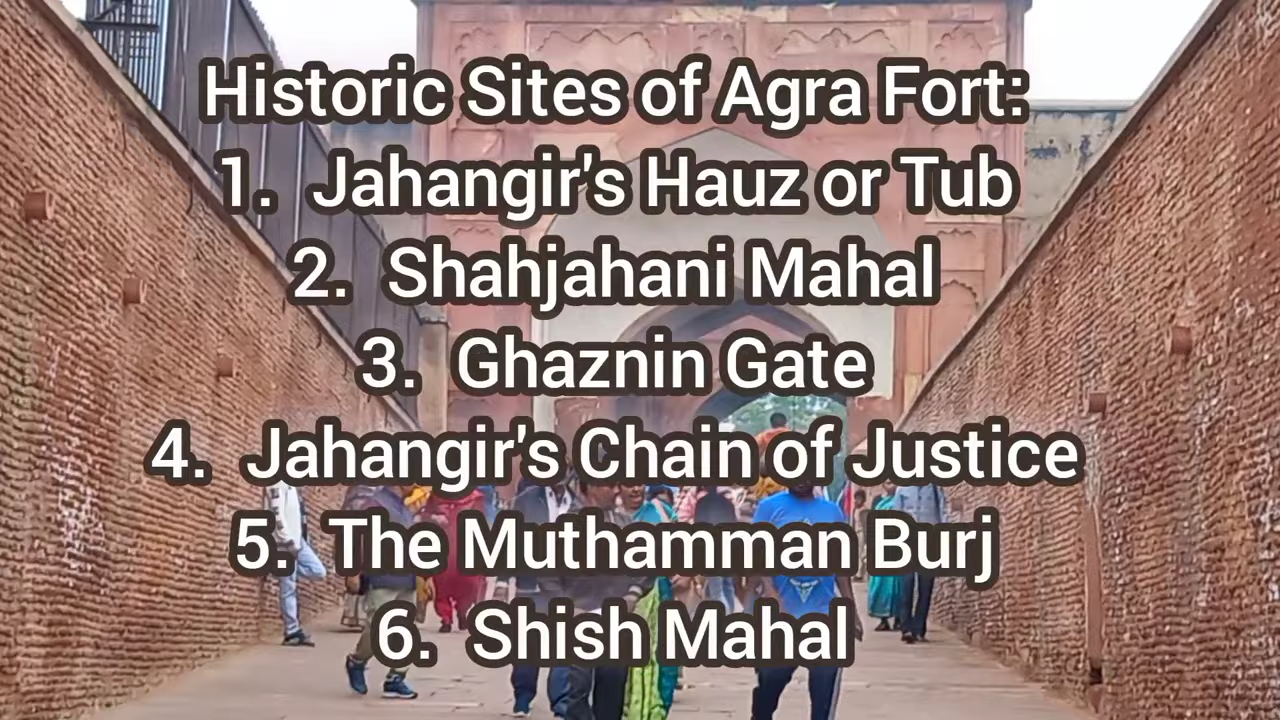 Historic Sites of Agra Fort:
1. Jahangir's Hauz or Tub
2. Shahjahani Mahal
3. Ghaznin Gate
4. Jahangir's Chain of Justice
5. The Muthamman Burj
6. Shish Mahal